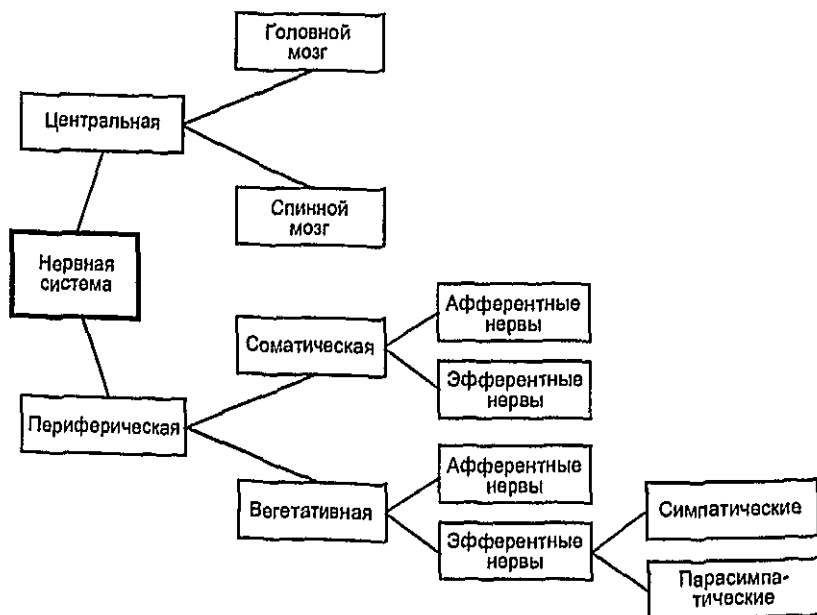 Головной
мозг
Центральная
Спинной
мозг
Нервная
система
Афферентные
нервы
Соматическая
Эфферентные
нервы
Периферическая
Афферентные
нервы
Вегетативная
Симпатические
Эфферентные
нервы
Парасимпа-
тические